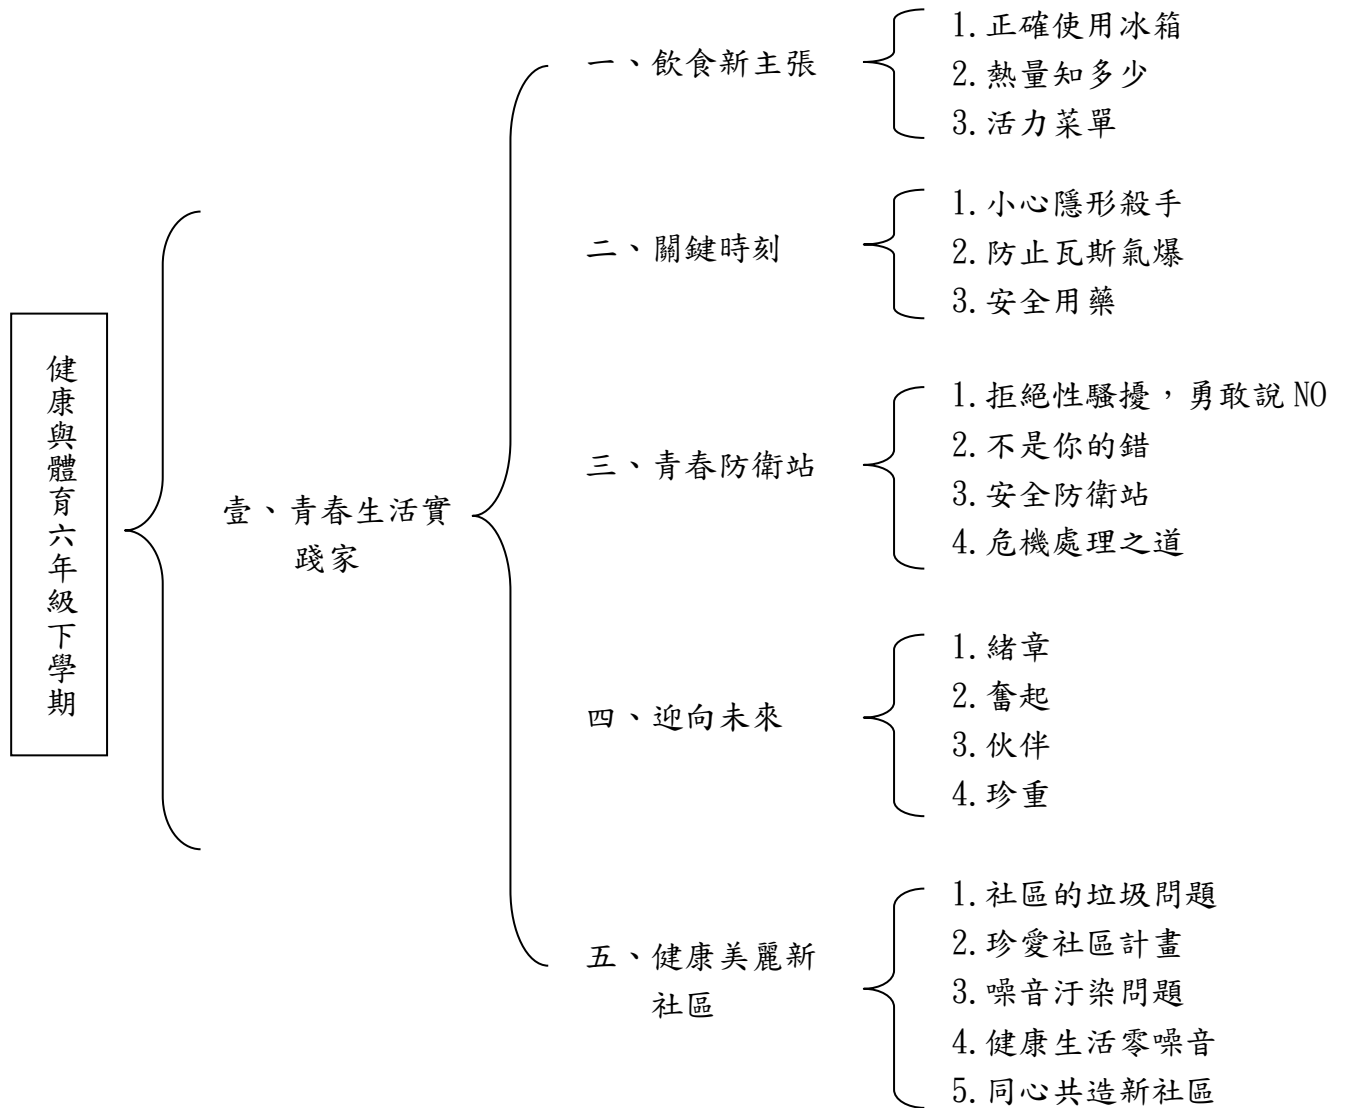 健康與體育六年級下學期
壹、青春生活實
踐家
一、飲食新主張
1.正確使用冰箱
2.熱量知多少
3.活力菜單
二、關鍵時刻
1.小心隱形殺手
2.防止瓦斯氣爆
3.安全用藥
三、青春防衛站
1.拒絕性騷擾，勇敢說 NO
2.不是你的錯
3.安全防衛站
4.危機處理之道
四、迎向未來
1.緒章
2.奮起
3.伙伴
4.珍重
五、健康美麗新
社區
1.社區的垃圾問題
2.珍愛社區計畫
3.噪音汙染問題
4.健康生活零噪音
5.同心共造新社區